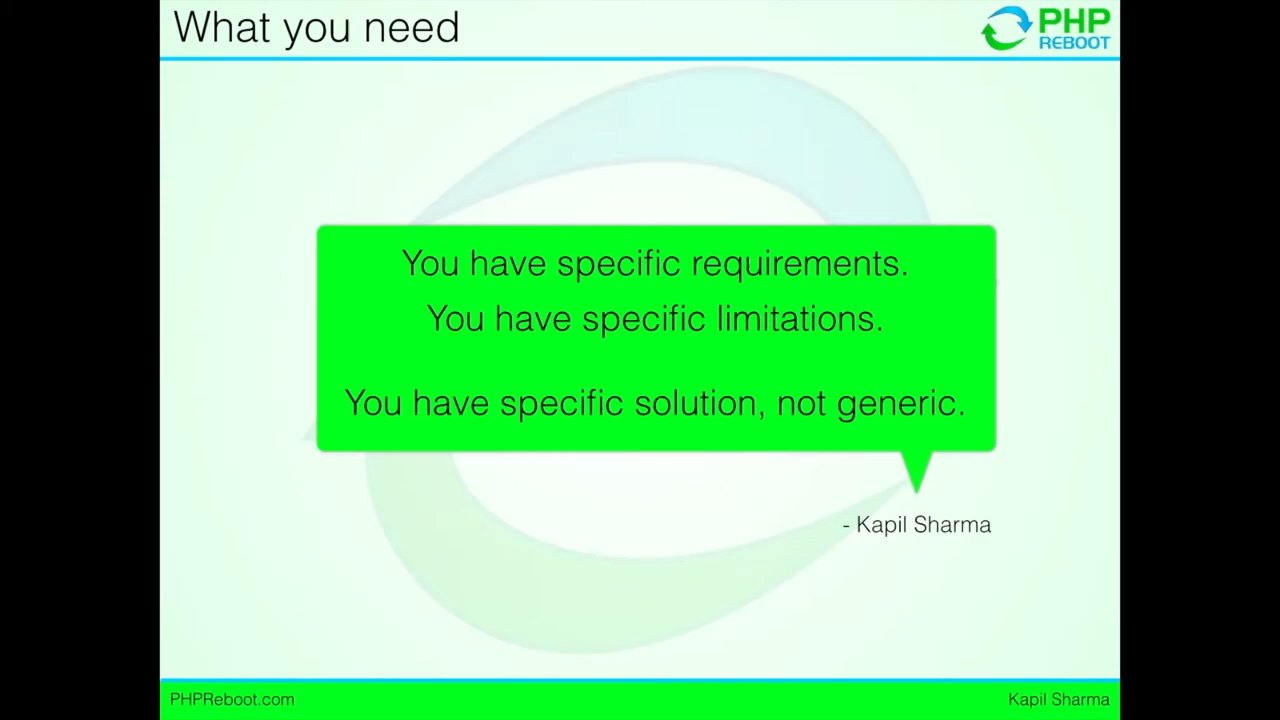 What you need
PHP
REBOOT
You have specific requirements.
You have specific limitations.
You have specific solution, not generic.
- Kapil Sharma
PHPReboot.com
Kapil Sharma